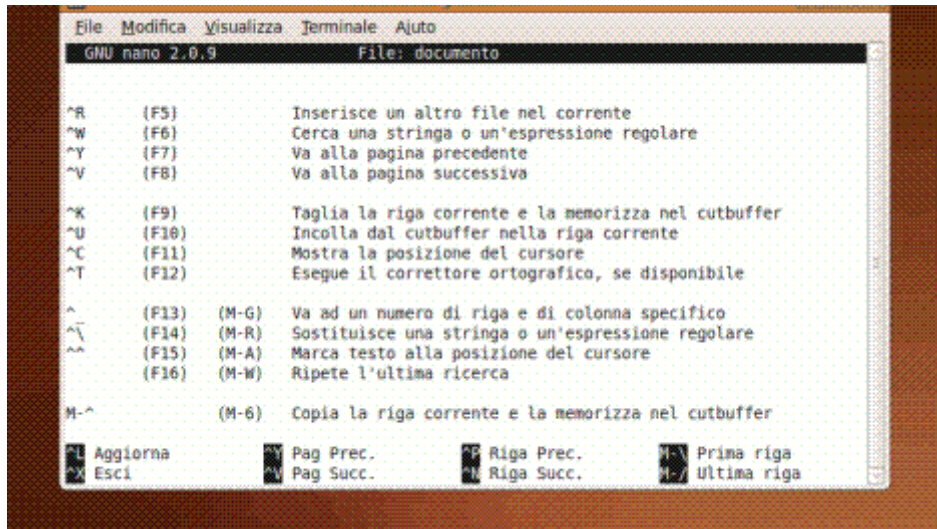 File Modifica Visualizza Terminale Aiuto
GNU nano 2.0.9 File: documento
^R (F5) Inserisce un altro file nel corrente
^W (F6) Cerca una stringa o un'espressione regolare
^Y (F7) Va alla pagina precedente
^V (F8) Va alla pagina successiva
^K (F9) Taglia la riga corrente e la memorizza nel cutbuffer
^U (F10) Incolla dal cutbuffer nella riga corrente
^C (F11) Mostra la posizione del cursore
^T (F12) Esegue il correttore ortografico, se disponibile
^_ (F13) (M-G) Va ad un numero di riga e di colonna specifico
^\ (F14) (M-R) Sostituisce una stringa o un'espressione regolare
^^ (F15) (M-A) Marca testo alla posizione del cursore
(F16) (M-W) Ripete l'ultima ricerca
M-^ (M-6) Copia la riga corrente e la memorizza nel cutbuffer
^L Aggiorna ^Y Pag Prec. ^P Riga Prec. M-\ Prima riga
^X Esci ^V Pag Succ. ^N Riga Succ. M-/ Ultima riga